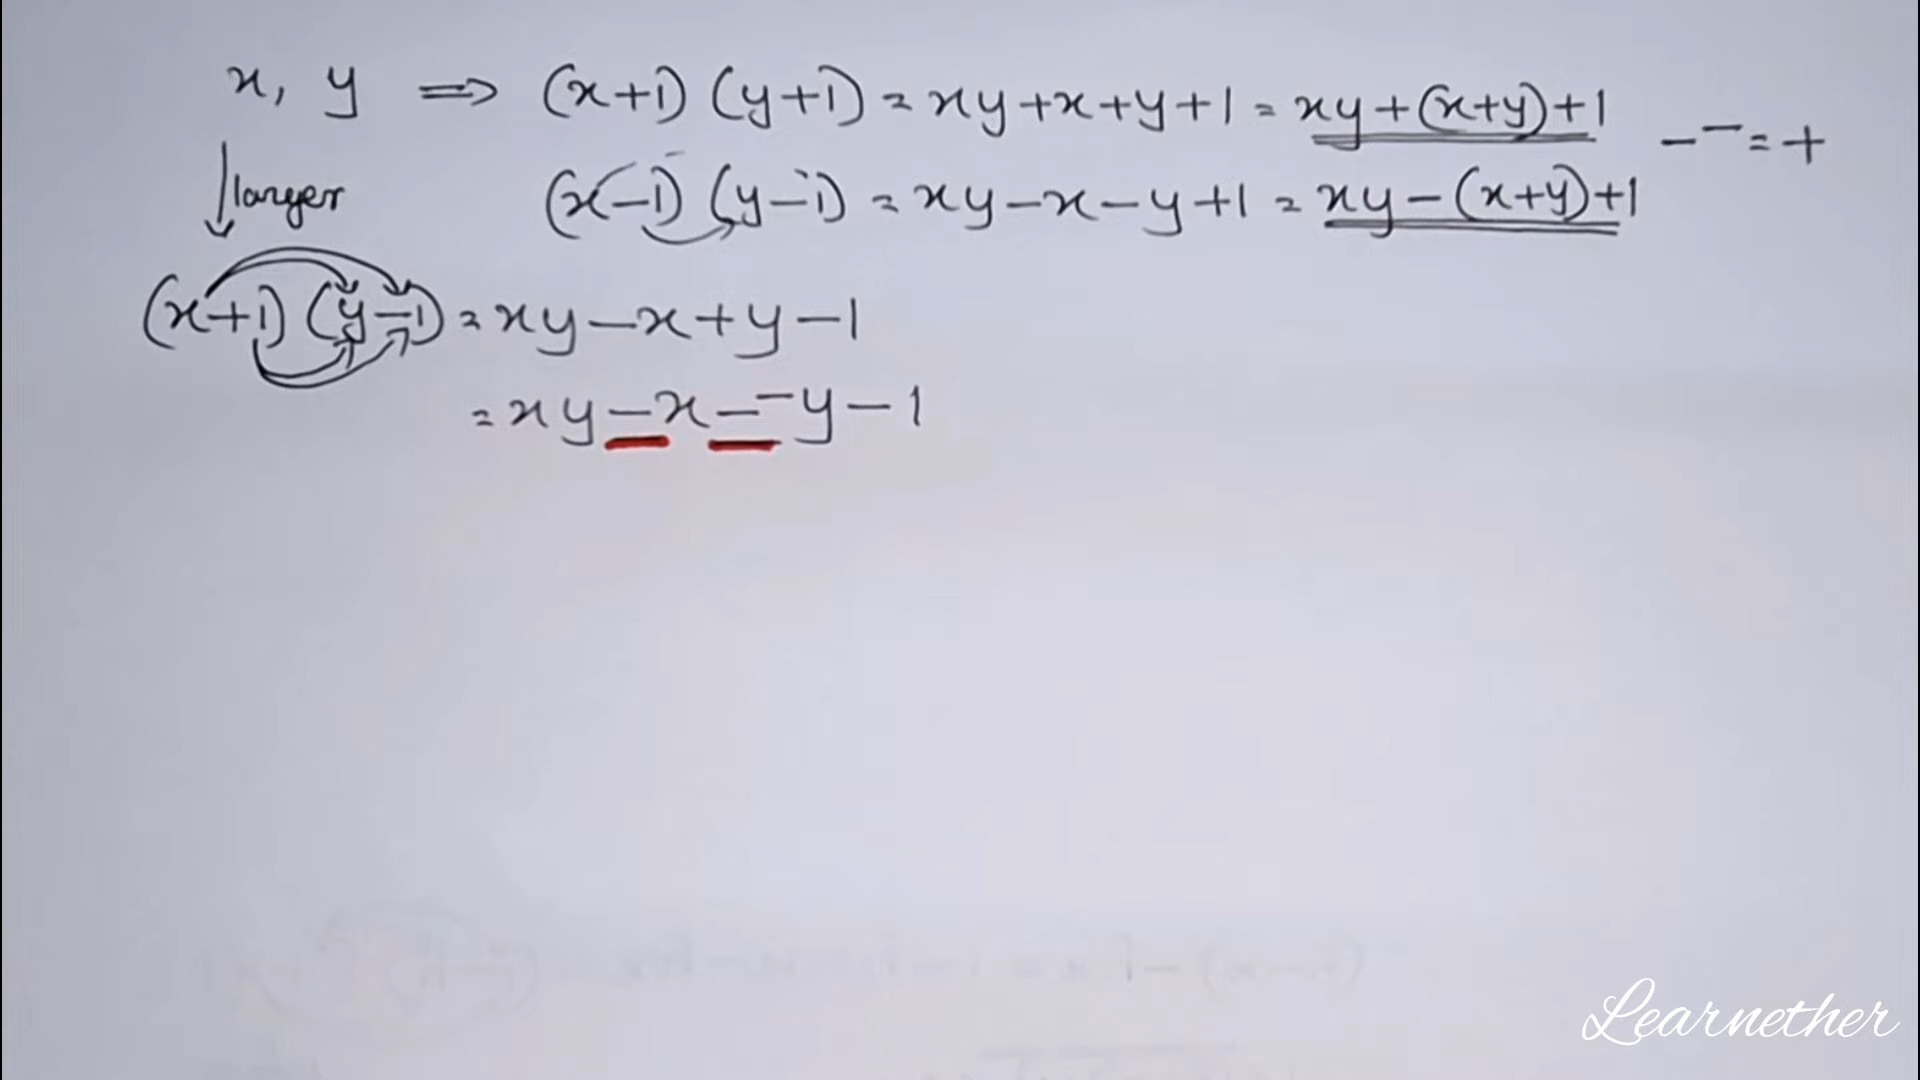 x, y ⟹ (x+1) (y+1) = xy+x+y+1 = xy+(x+y)+1
− − = +
larger (x−1) (y−1) = xy−x−y+1 = xy−(x+y)+1
(x+1) (y−1) = xy−x+y−1
= xy−x−−y−1
Learnether